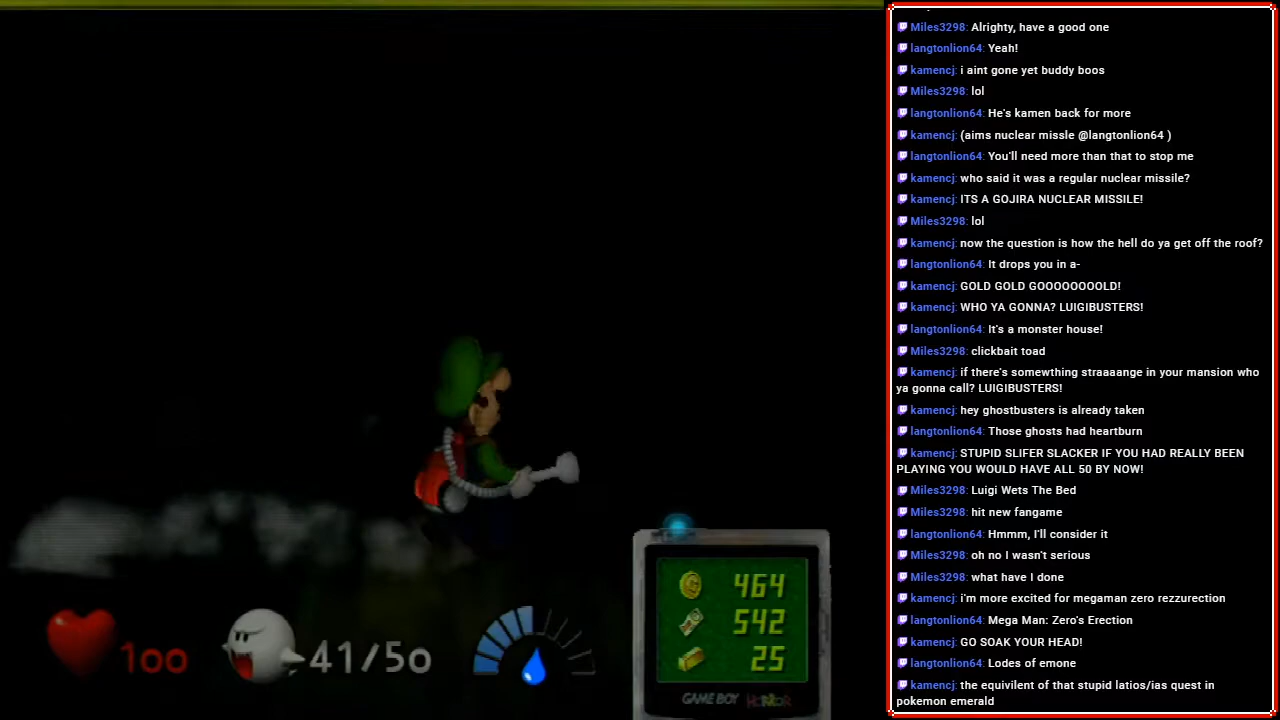 Miles3298: Alrighty, have a good one
langtonlion64: Yeah!
kamencj: i aint gone yet buddy boos
Miles3298: lol
langtonlion64: He's kamen back for more
kamencj: (aims nuclear missle @langtonlion64 )
langtonlion64: You'll need more than that to stop me
kamencj: who said it was a regular nuclear missile?
kamencj: ITS A GOJIRA NUCLEAR MISSILE!
Miles3298: lol
kamencj: now the question is how the hell do ya get off the roof?
langtonlion64: It drops you in a-
kamencj: GOLD GOLD GOOOOOOOOLD!
kamencj: WHO YA GONNA? LUIGIBUSTERS!
langtonlion64: It's a monster house!
Miles3298: clickbait toad
kamencj: if there's somewthing straaaange in your mansion who
ya gonna call? LUIGIBUSTERS!
kamencj: hey ghostbusters is already taken
langtonlion64: Those ghosts had heartburn
kamencj: STUPID SLIFER SLACKER IF YOU HAD REALLY BEEN
PLAYING YOU WOULD HAVE ALL 50 BY NOW!
Miles3298: Luigi Wets The Bed
Miles3298: hit new fangame
langtonlion64: Hmmm, I'll consider it
Miles3298: oh no I wasn't serious
Miles3298: what have I done
kamencj: i'm more excited for megaman zero rezzurection
langtonlion64: Mega Man: Zero's Erection
kamencj: GO SOAK YOUR HEAD!
langtonlion64: Lodes of emone
kamencj: the equivilent of that stupid latios/ias quest in
pokemon emerald
464
542
25
GAME BOY HORROR
100
41/50